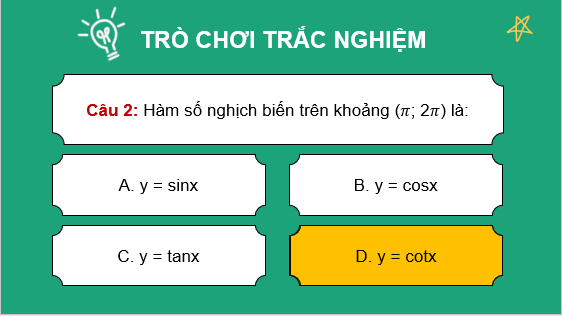 TRÒ CHƠI TRẮC NGHIỆM
Câu 2: Hàm số nghịch biến trên khoảng (𝜋; 2𝜋) là:
A. y = sinx
B. y = cosx
C. y = tanx
D. y = cotx